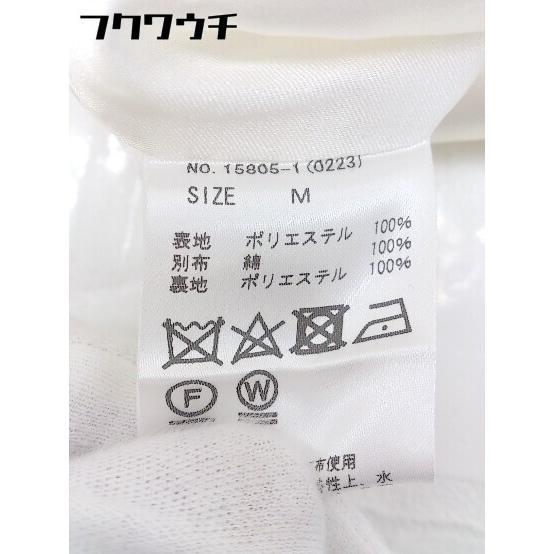 フクワウチ
NO. 15805-1(0223)
SIZE M
表地 ポリエステル 100%
別布 綿 100%
裏地 ポリエステル 100%
F W
布使用
性上、水